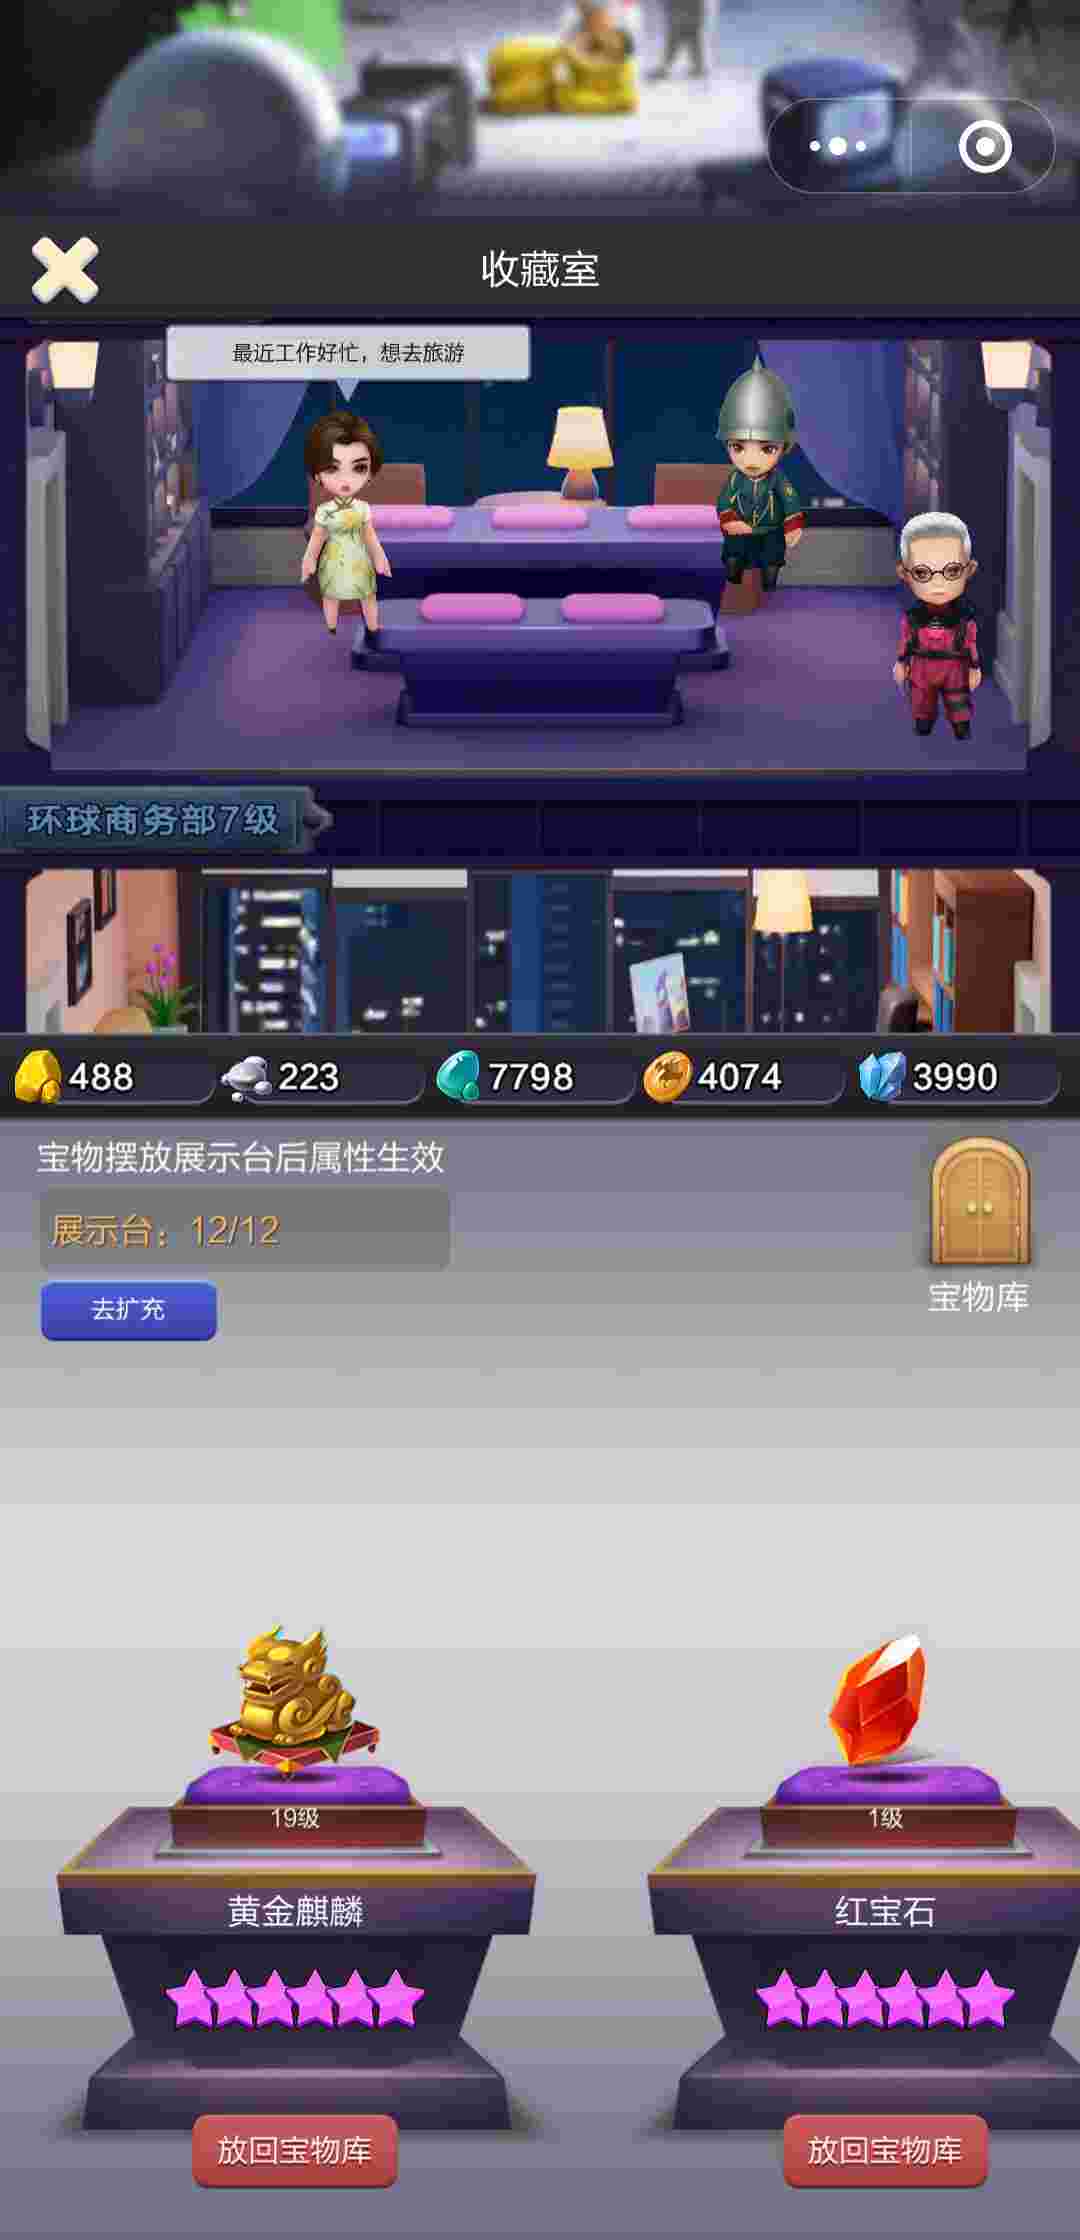 收藏室
最近工作好忙，想去旅游
环球商务部7级
488 223 7798 4074 3990
宝物摆放展示台后属性生效
展示台：12/12
去扩充
宝物库
19级 1级
黄金麒麟 红宝石
放回宝物库 放回宝物库